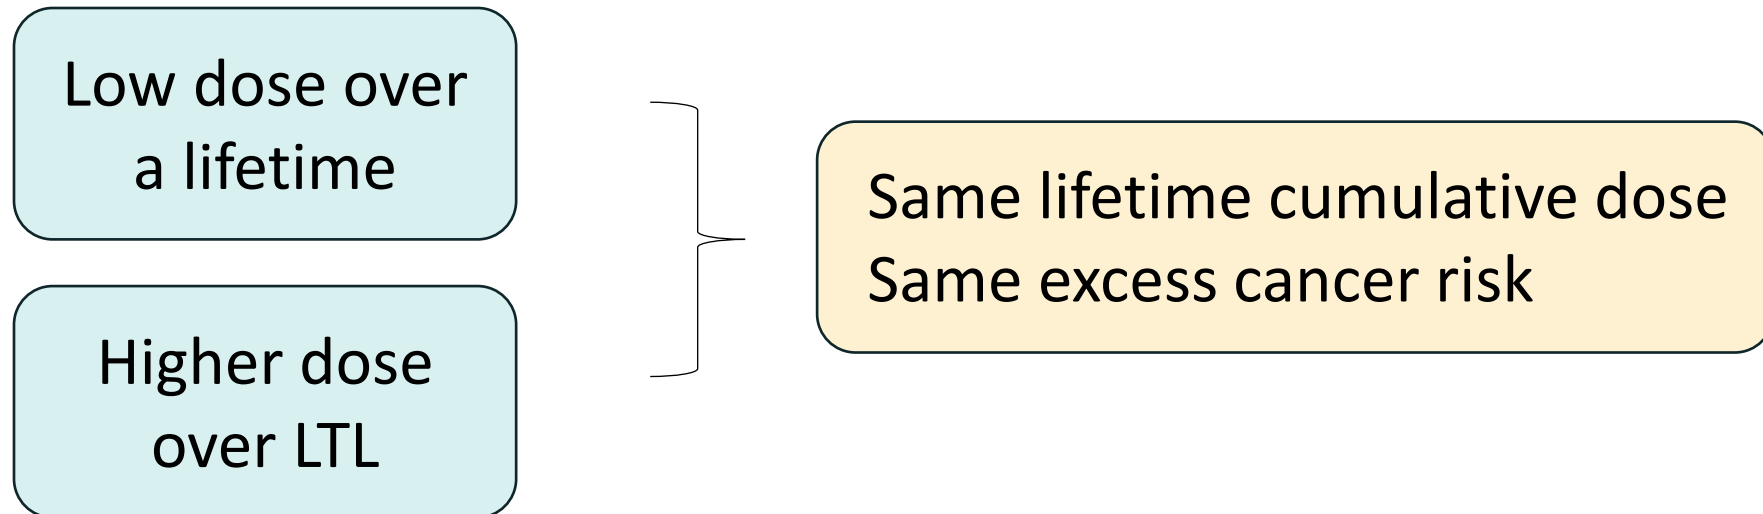 Low dose over
a lifetime
Higher dose
over LTL
Same lifetime cumulative dose
Same excess cancer risk